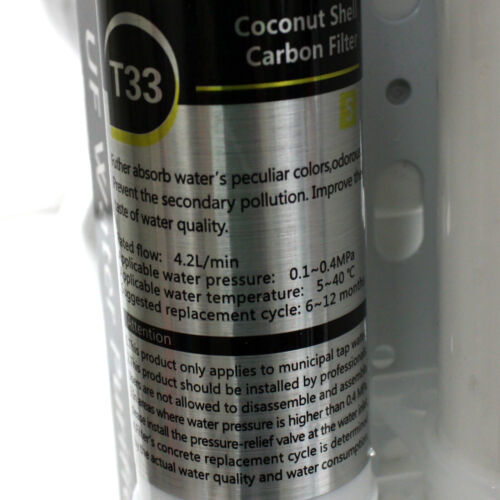 Coconut Shell
Carbon Filter
T33
3
Futher absorb water's peculiar colors,odorous
Prevent the secondary pollution. Improve the
taste of water quality.
Rated flow: 4.2L/min
Applicable water pressure: 0.1~0.4MPa
Applicable water temperature: 5~40 ℃
Suggested replacement cycle: 6~12 months
Attention
This product only applies to municipal tap water
This product should be installed by professionals
are not allowed to disassemble and assemble
areas where water pressure is higher than 0.4
install the pressure-relief valve at the water inlet
concrete replacement cycle is determined
the actual water quality and water consumption
UF